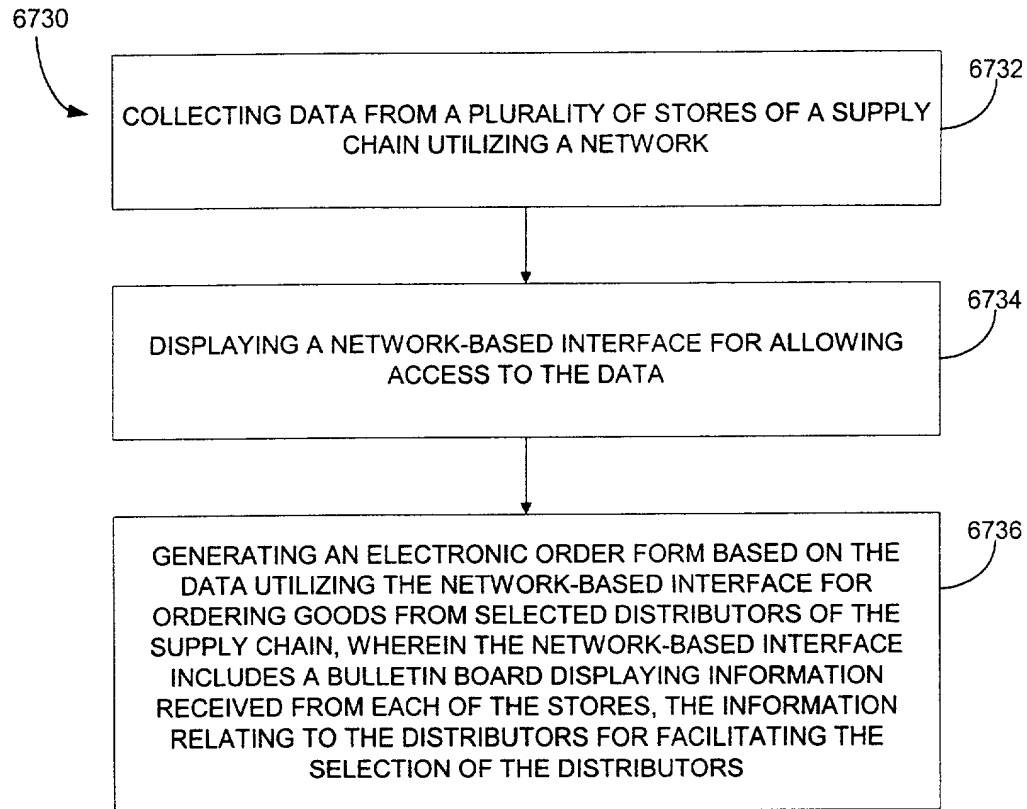 6730
6732
COLLECTING DATA FROM A PLURALITY OF STORES OF A SUPPLY
CHAIN UTILIZING A NETWORK
6734
DISPLAYING A NETWORK-BASED INTERFACE FOR ALLOWING
ACCESS TO THE DATA
6736
GENERATING AN ELECTRONIC ORDER FORM BASED ON THE
DATA UTILIZING THE NETWORK-BASED INTERFACE FOR
ORDERING GOODS FROM SELECTED DISTRIBUTORS OF THE
SUPPLY CHAIN, WHEREIN THE NETWORK-BASED INTERFACE
INCLUDES A BULLETIN BOARD DISPLAYING INFORMATION
RECEIVED FROM EACH OF THE STORES, THE INFORMATION
RELATING TO THE DISTRIBUTORS FOR FACILITATING THE
SELECTION OF THE DISTRIBUTORS